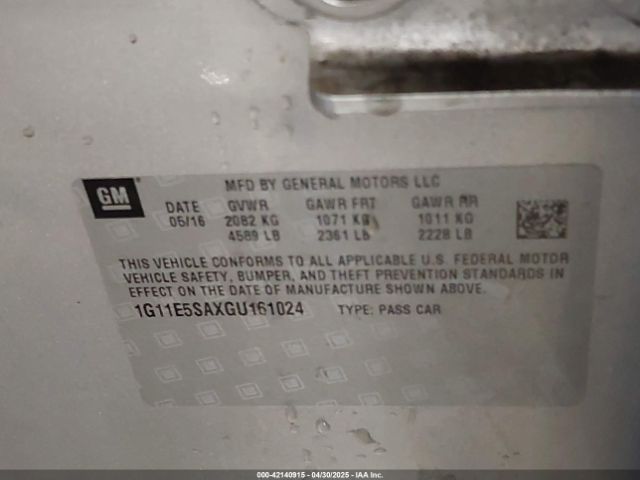 GM
MFD BY GENERAL MOTORS LLC
DATE GVWR GAWR FRT GAWR RR
05/16 2082 KG 1071 KG 1011 KG
4589 LB 2361 LB 2228 LB
THIS VEHICLE CONFORMS TO ALL APPLICABLE U.S. FEDERAL MOTOR
VEHICLE SAFETY, BUMPER, AND THEFT PREVENTION STANDARDS IN
EFFECT ON THE DATE OF MANUFACTURE SHOWN ABOVE.
1G11E5SAXGU161024 TYPE: PASS CAR
000-42140915 - 04/30/2025 - IAA Inc.